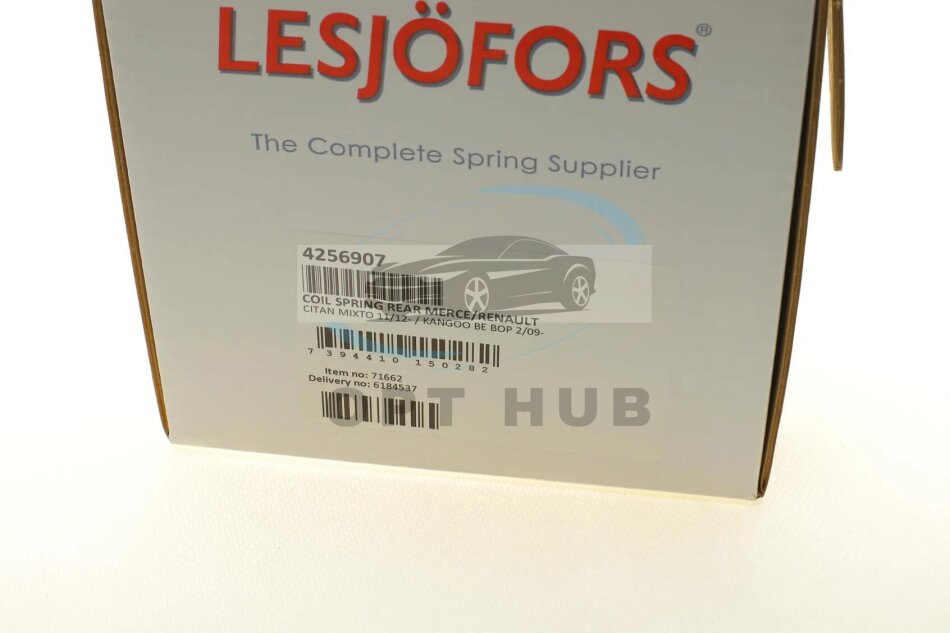 LESJÖFORS®
The Complete Spring Supplier
4256907
COIL SPRING REAR MERCE/RENAULT
CITAN MIXTO 11/12- / KANGOO BE BOP 2/09-
7 394410 150282
Item no: 71662
Delivery no: 6184537
OPT HUB